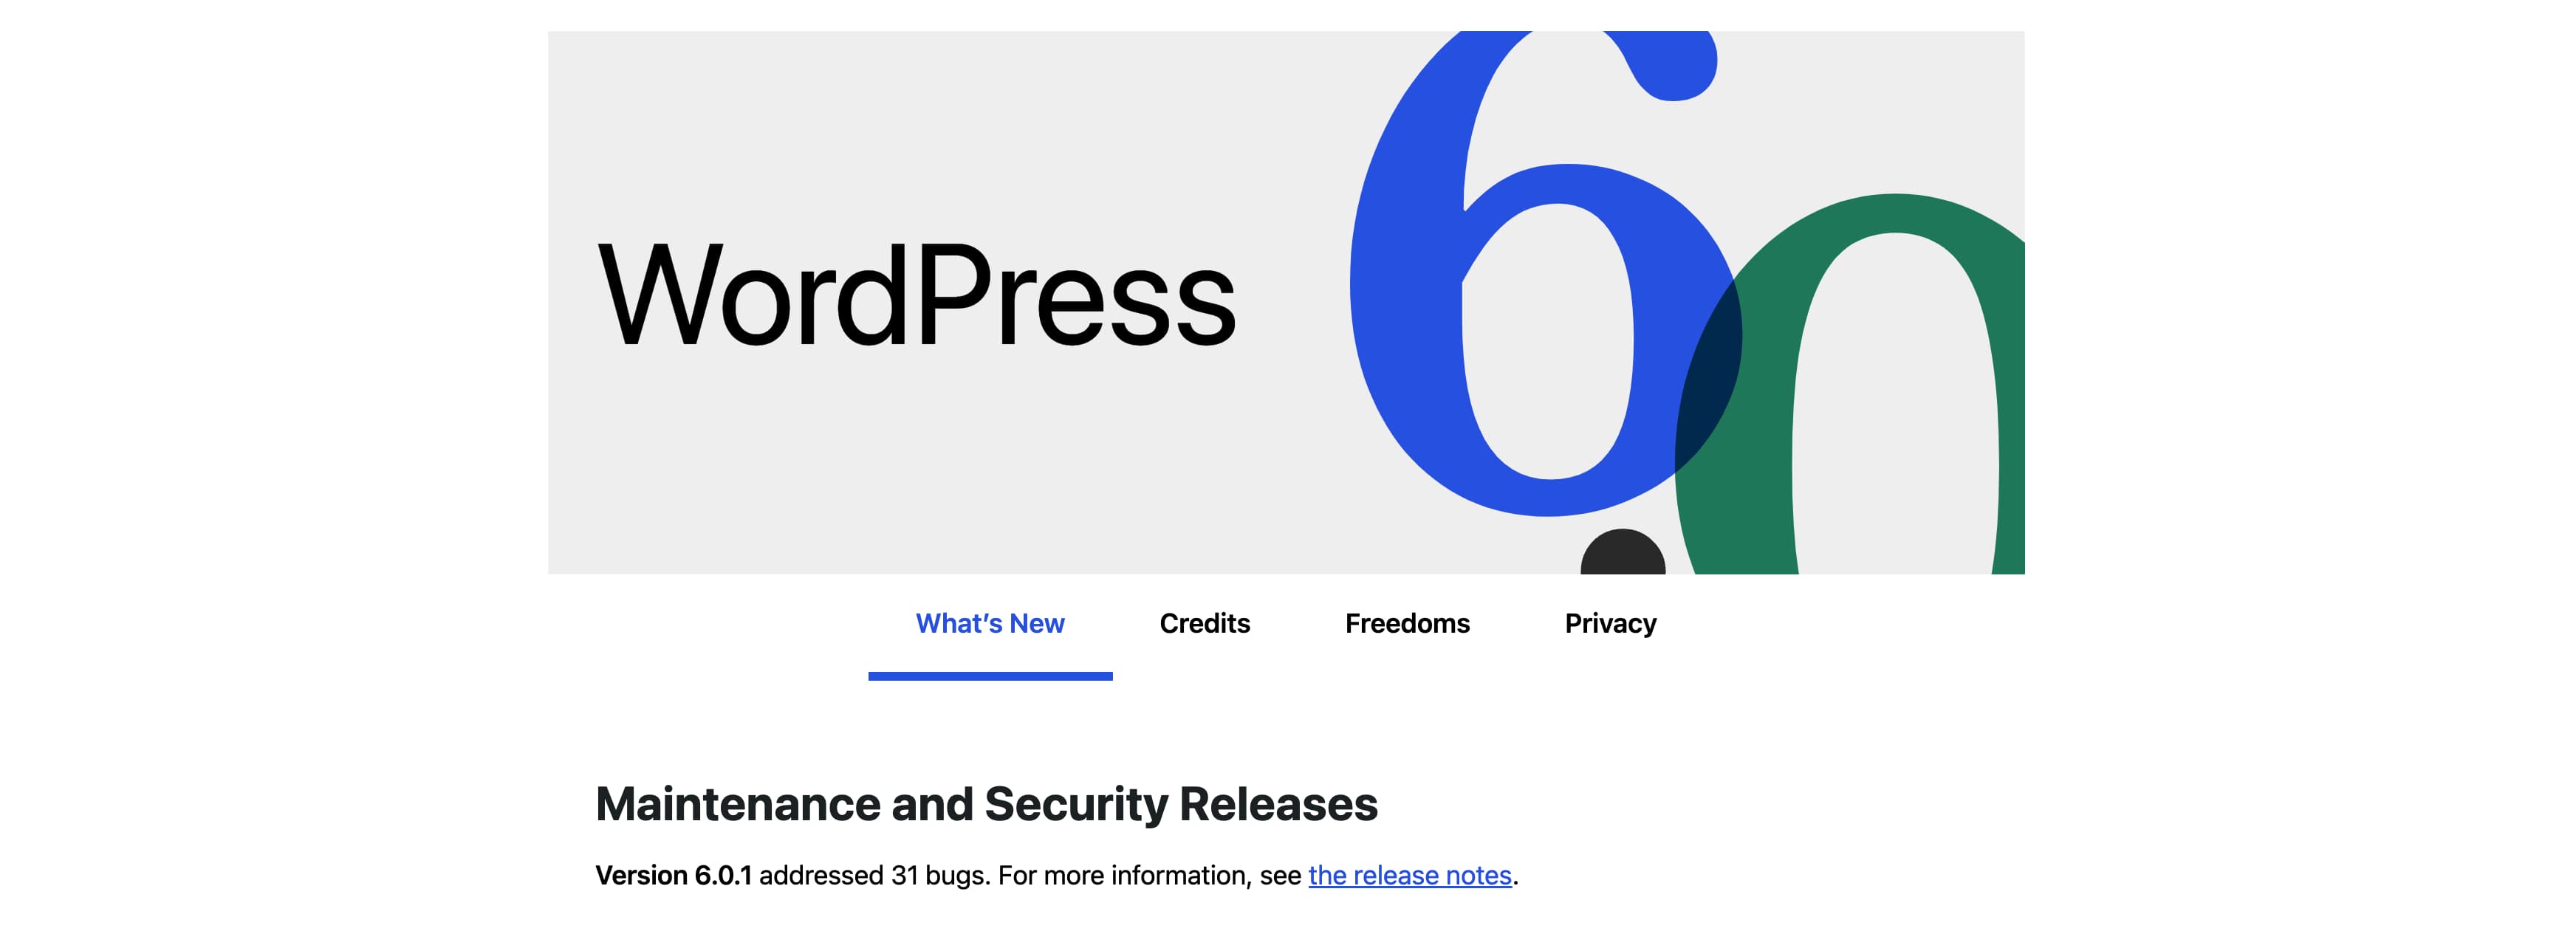 WordPress
6.0
What’s New
Credits
Freedoms
Privacy
Maintenance and Security Releases
Version 6.0.1 addressed 31 bugs. For more information, see the release notes.